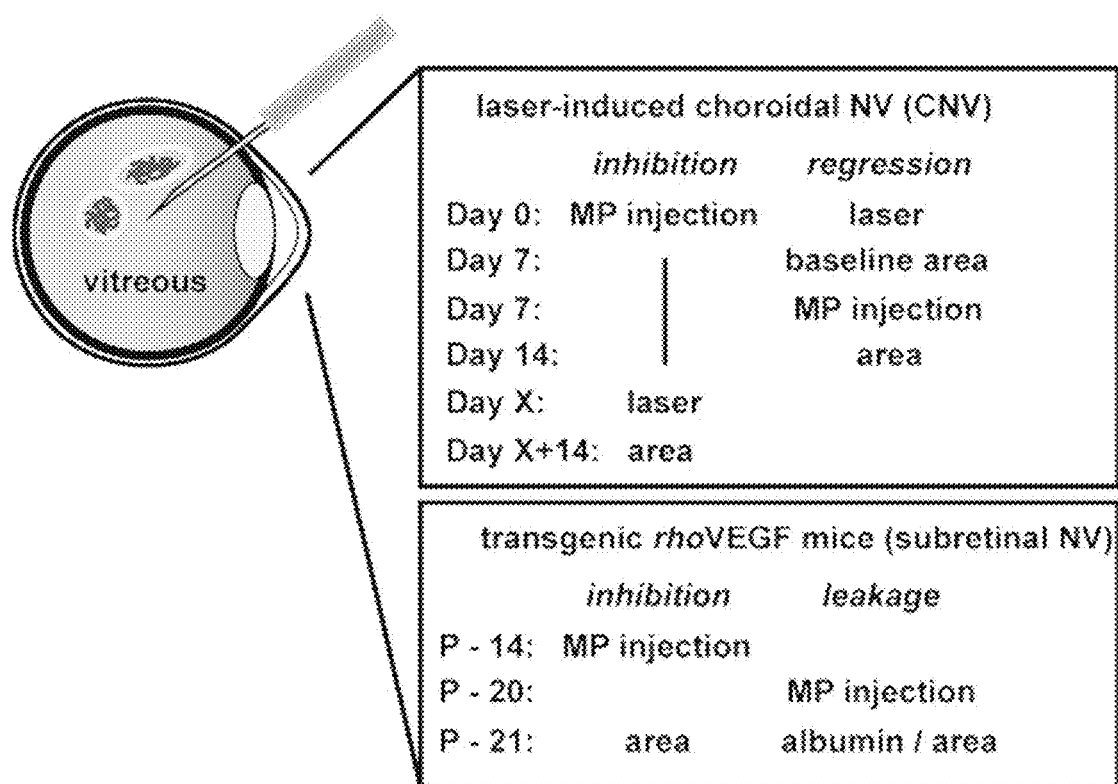 vitreous
laser-induced choroidal NV (CNV)
inhibition regression
Day 0: MP injection laser
Day 7: baseline area
Day 7: MP injection
Day 14: area
Day X: laser
Day X+14: area
transgenic rhoVEGF mice (subretinal NV)
inhibition leakage
P - 14: MP injection
P - 20: MP injection
P - 21: area albumin / area